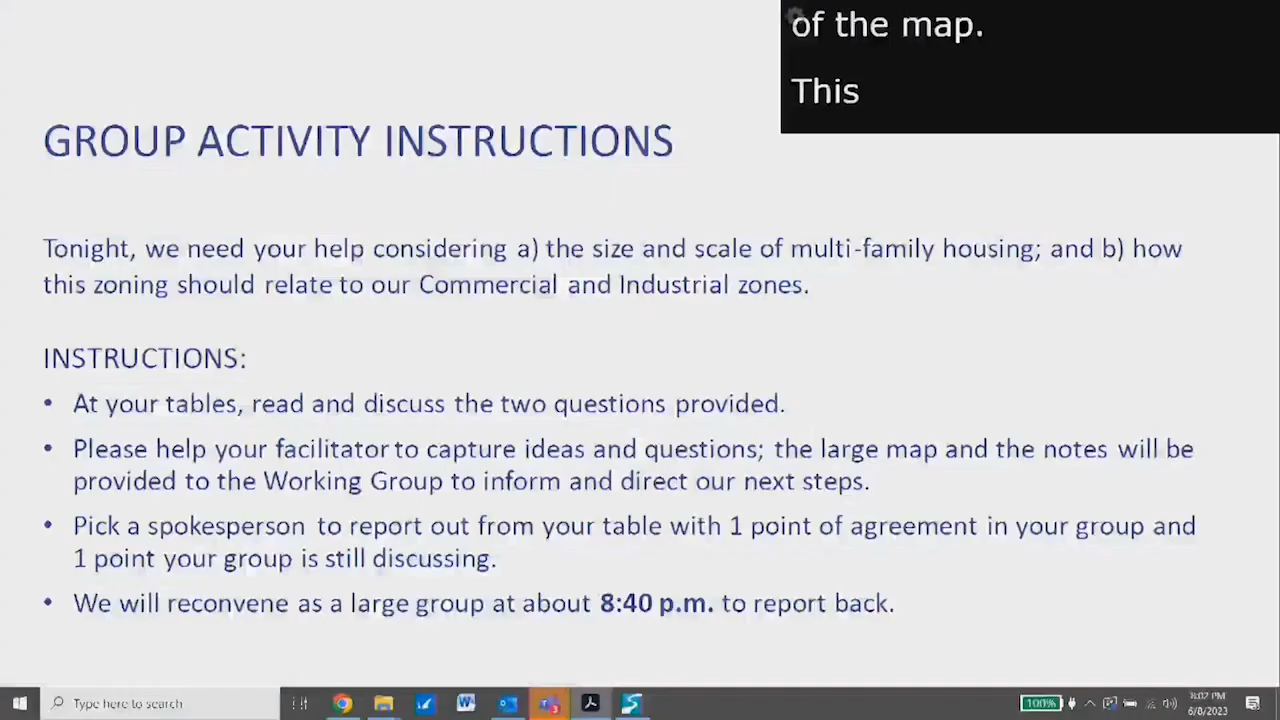 of the map.
This
GROUP ACTIVITY INSTRUCTIONS
Tonight, we need your help considering a) the size and scale of multi-family housing; and b) how
this zoning should relate to our Commercial and Industrial zones.
INSTRUCTIONS:
• At your tables, read and discuss the two questions provided.
• Please help your facilitator to capture ideas and questions; the large map and the notes will be
provided to the Working Group to inform and direct our next steps.
• Pick a spokesperson to report out from your table with 1 point of agreement in your group and
1 point your group is still discussing.
• We will reconvene as a large group at about 8:40 p.m. to report back.
Type here to search
100%
8:02 PM
6/8/2023